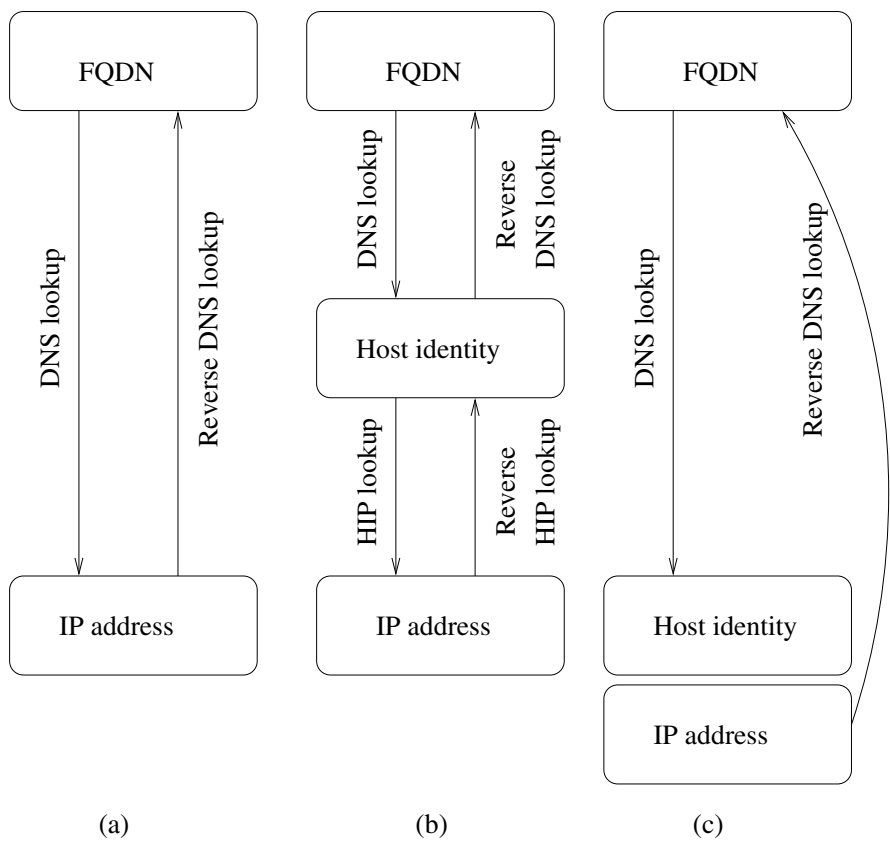 FQDN
DNS lookup
Reverse DNS lookup
IP address
(a)
FQDN
DNS lookup
Reverse
DNS lookup
Host identity
HIP lookup
Reverse
HIP lookup
IP address
(b)
FQDN
DNS lookup
Reverse DNS lookup
Host identity
IP address
(c)